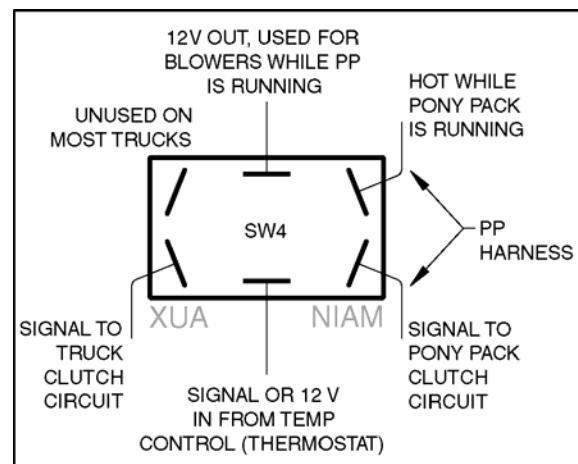 12V OUT, USED FOR
BLOWERS WHILE PP
IS RUNNING
HOT WHILE
PONY PACK
IS RUNNING
UNUSED ON
MOST TRUCKS
SW4
PP
HARNESS
XUA
NIAM
SIGNAL TO
TRUCK
CLUTCH
CIRCUIT
SIGNAL OR 12 V
IN FROM TEMP
CONTROL (THERMOSTAT)
SIGNAL TO
PONY PACK
CLUTCH
CIRCUIT